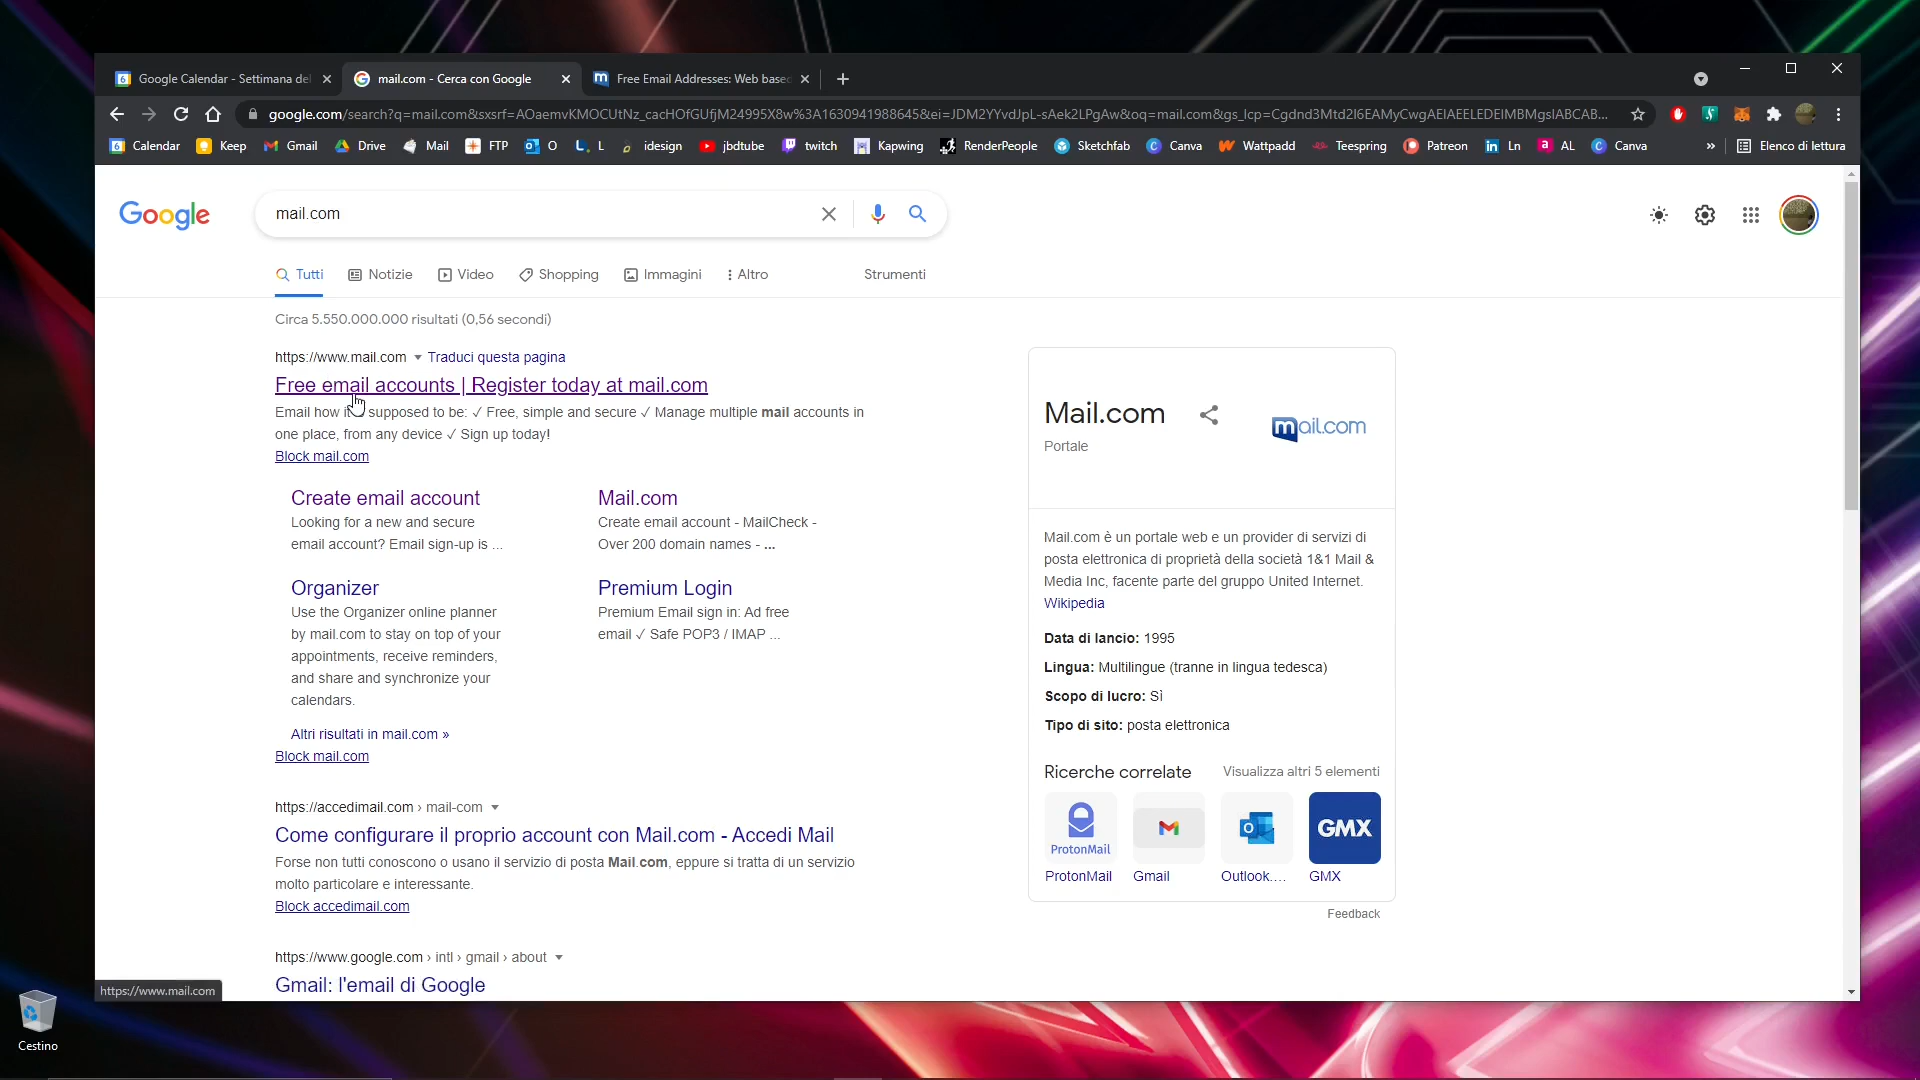 Google Calendar - Settimana del
mail.com - Cerca con Google
Free Email Addresses: Web based
google.com/search?q=mail.com&sxsrf=AOaemvKMOCUtNz_cacHOfGUfjM24995X8w%3A1630941988645&ei=JDM2YYvdJpL-sAek2LPgAw&oq=mail.com&gs_lcp=Cgdnd3Mtd2l6EAMyCwgAEIAEELEDEIMBMgsIABCAB...
Calendar Keep Gmail Drive Mail FTP O L idesign jbdtube twitch Kapwing RenderPeople Sketchfab Canva Wattpadd Teespring Patreon Ln AL Canva » Elenco di lettura
Google
mail.com
Tutti Notizie Video Shopping Immagini Altro Strumenti
Circa 5.550.000.000 risultati (0,56 secondi)
https://www.mail.com Traduci questa pagina
Free email accounts | Register today at mail.com
Email how i supposed to be: ✓ Free, simple and secure ✓ Manage multiple mail accounts in
one place, from any device ✓ Sign up today!
Block mail.com
Create email account
Looking for a new and secure
email account? Email sign-up is ...
Mail.com
Create email account - MailCheck -
Over 200 domain names - ...
Organizer
Use the Organizer online planner
by mail.com to stay on top of your
appointments, receive reminders,
and share and synchronize your
calendars.
Premium Login
Premium Email sign in: Ad free
email ✓ Safe POP3 / IMAP ...
Altri risultati in mail.com »
Block mail.com
https://accedimail.com › mail-com
Come configurare il proprio account con Mail.com - Accedi Mail
Forse non tutti conoscono o usano il servizio di posta Mail.com, eppure si tratta di un servizio
molto particolare e interessante.
Block accedimail.com
https://www.google.com › intl › gmail › about
Gmail: l'email di Google
https://www.mail.com
Mail.com
Portale
mail.com
Mail.com è un portale web e un provider di servizi di
posta elettronica di proprietà della società 1&1 Mail &
Media Inc, facente parte del gruppo United Internet.
Wikipedia
Data di lancio: 1995
Lingua: Multilingue (tranne in lingua tedesca)
Scopo di lucro: Sì
Tipo di sito: posta elettronica
Ricerche correlate Visualizza altri 5 elementi
ProtonMail
GMX
ProtonMail Gmail Outlook.... GMX
Feedback
Cestino